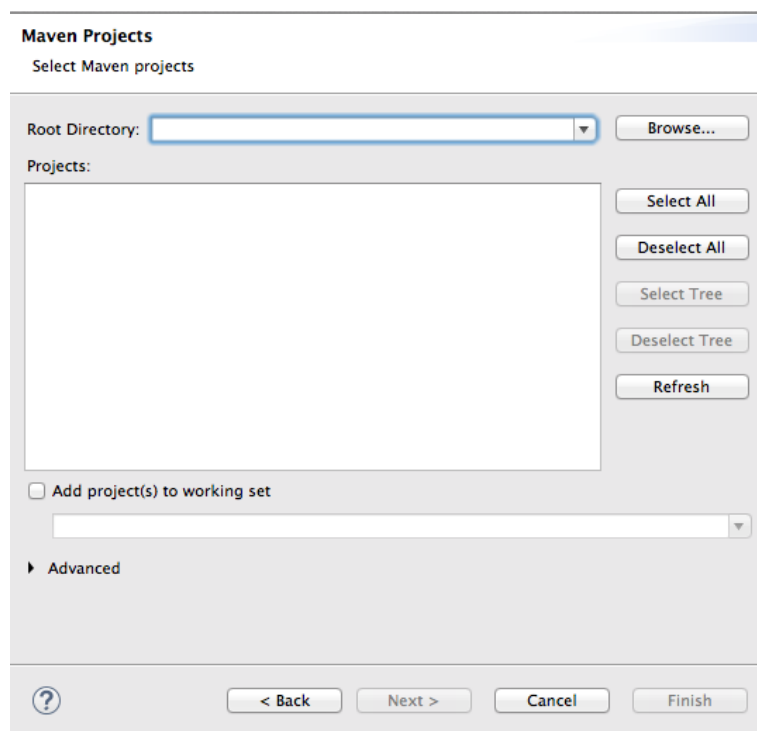 Maven Projects
Select Maven projects
Root Directory:
Browse...
Projects:
Select All
Deselect All
Select Tree
Deselect Tree
Refresh
Add project(s) to working set
Advanced
?
< Back
Next >
Cancel
Finish